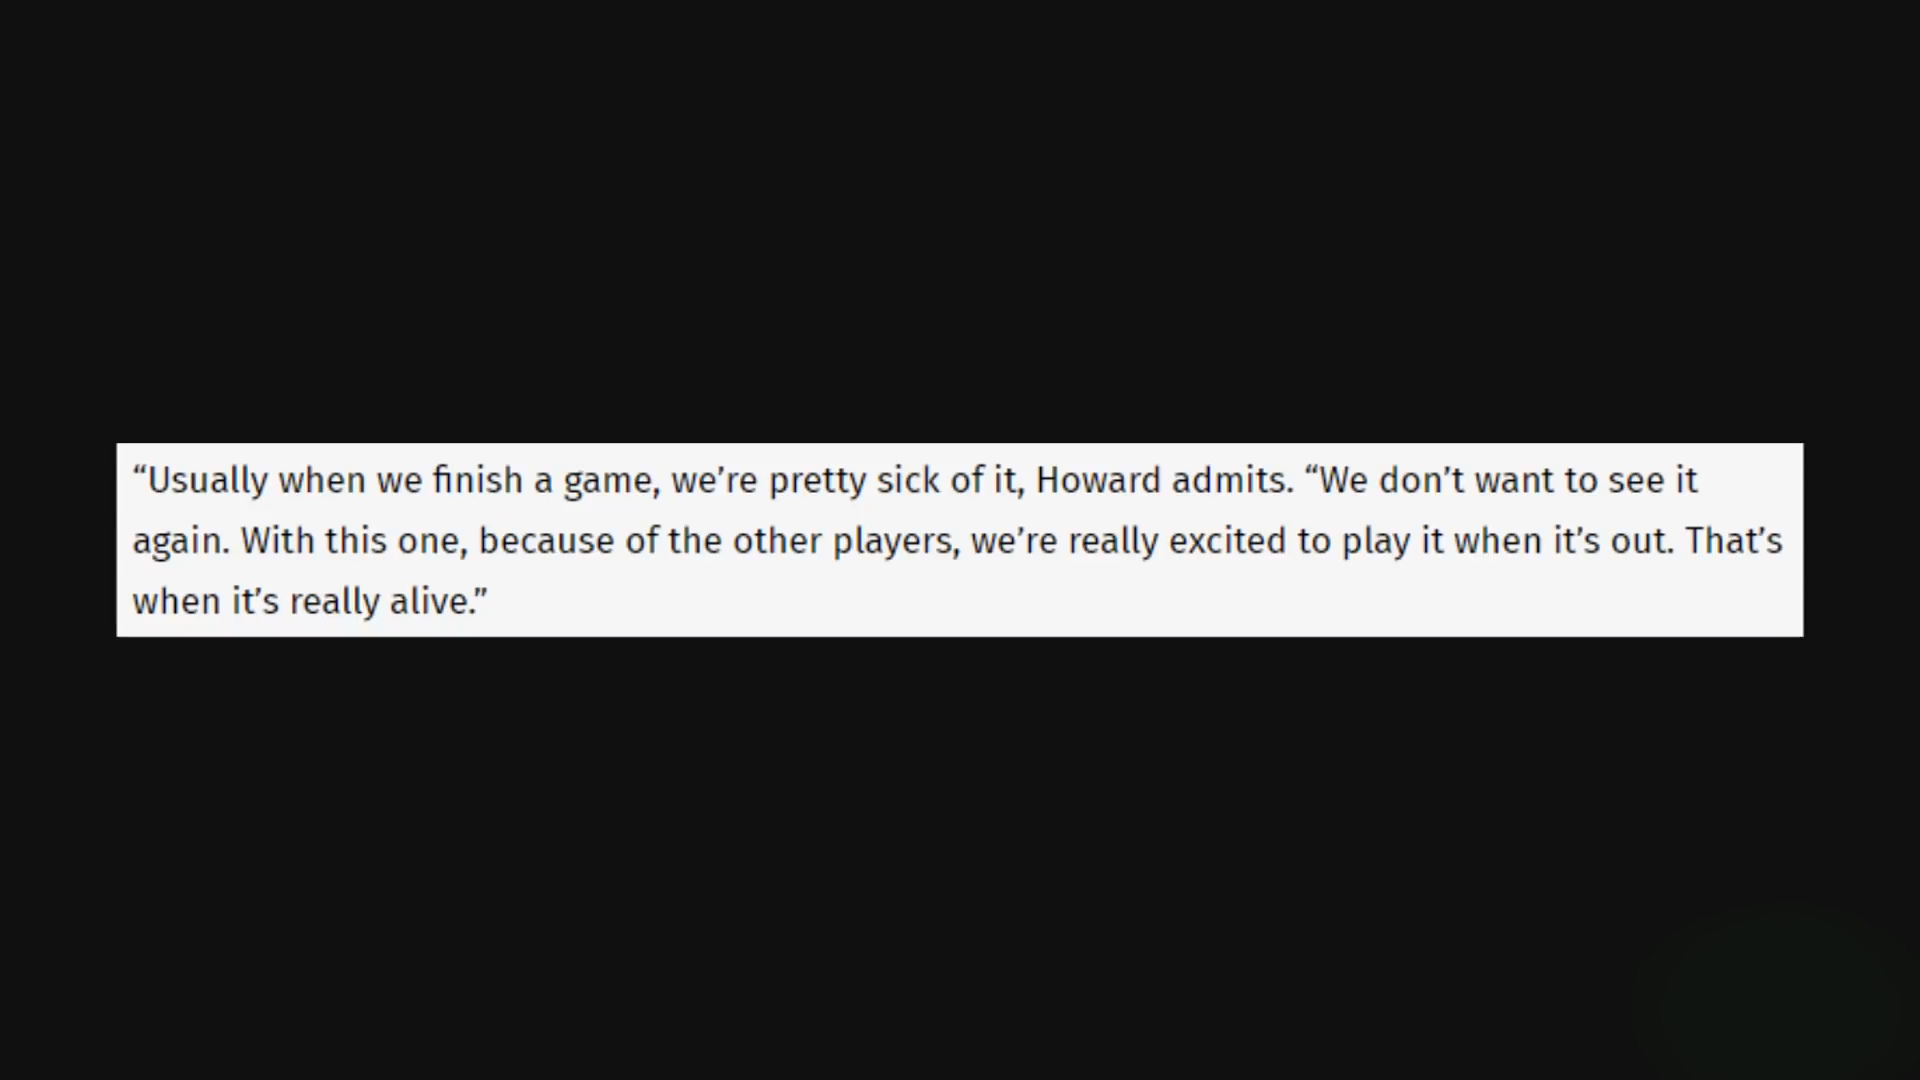 “Usually when we finish a game, we’re pretty sick of it, Howard admits. “We don’t want to see it
again. With this one, because of the other players, we’re really excited to play it when it’s out. That’s
when it’s really alive.”